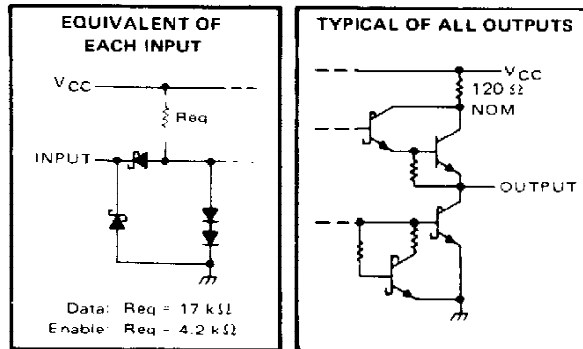 EQUIVALENT OF
EACH INPUT
VCC
Req
INPUT
Data: Req = 17 kΩ
Enable: Req = 4.2 kΩ
TYPICAL OF ALL OUTPUTS
VCC
120 Ω
NOM
OUTPUT